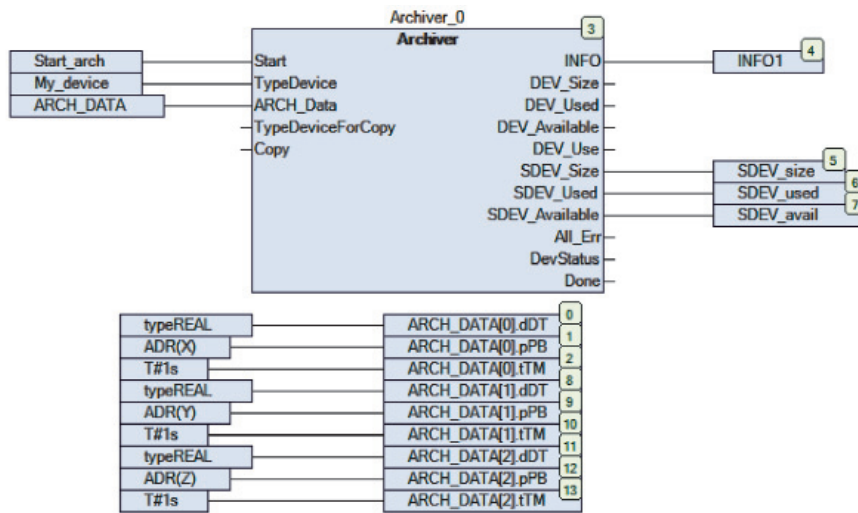 Archiver_0
3
Archiver
Start_arch Start INFO INFO1 4
My_device TypeDevice DEV_Size
ARCH_DATA ARCH_Data DEV_Used
TypeDeviceForCopy DEV_Available
Copy DEV_Use
SDEV_Size SDEV_size 5
SDEV_Used SDEV_used 6
SDEV_Available SDEV_avail 7
All_Err
DevStatus
Done
typeREAL ARCH_DATA[0].dDT 0
ADR(X) ARCH_DATA[0].pPB 1
T#1s ARCH_DATA[0].tTM 2
typeREAL ARCH_DATA[1].dDT 8
ADR(Y) ARCH_DATA[1].pPB 9
T#1s ARCH_DATA[1].tTM 10
typeREAL ARCH_DATA[2].dDT 11
ADR(Z) ARCH_DATA[2].pPB 12
T#1s ARCH_DATA[2].tTM 13